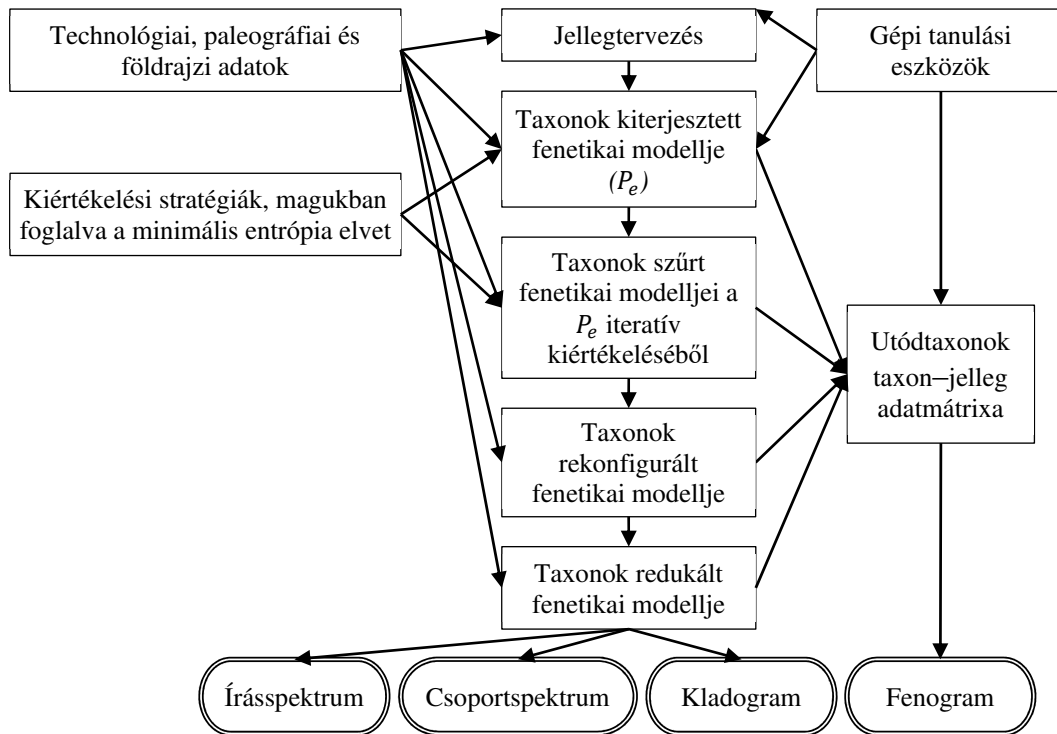 Technológiai, paleográfiai és
földrajzi adatok
Jellegtervezés
Gépi tanulási
eszközök
Taxonok kiterjesztett
fenetikai modellje
(P_e)
Kiértékelési stratégiák, magukban
foglalva a minimális entrópia elvet
Taxonok szűrt
fenetikai modelljei a
P_e iteratív
kiértékeléséből
Utódtaxonok
taxon–jelleg
adatmátrixa
Taxonok
rekonfigurált
fenetikai modellje
Taxonok redukált
fenetikai modellje
Írásspektrum
Csoportspektrum
Kladogram
Fenogram